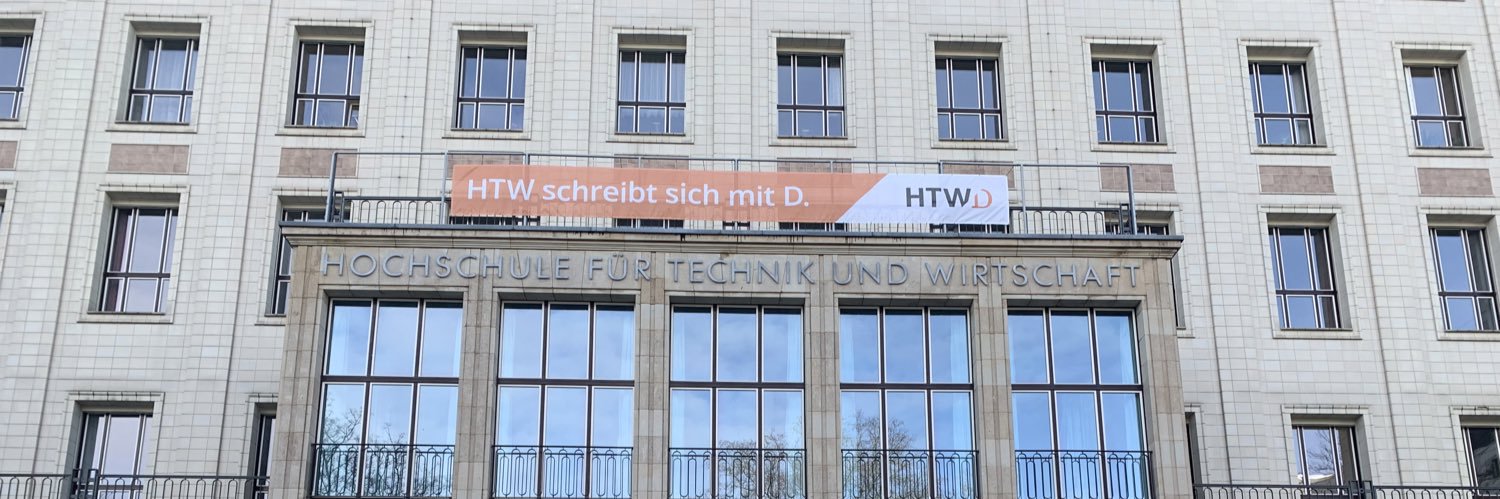 HTW schreibt sich mit D. HTWD
HOCHSCHULE FÜR TECHNIK UND WIRTSCHAFT